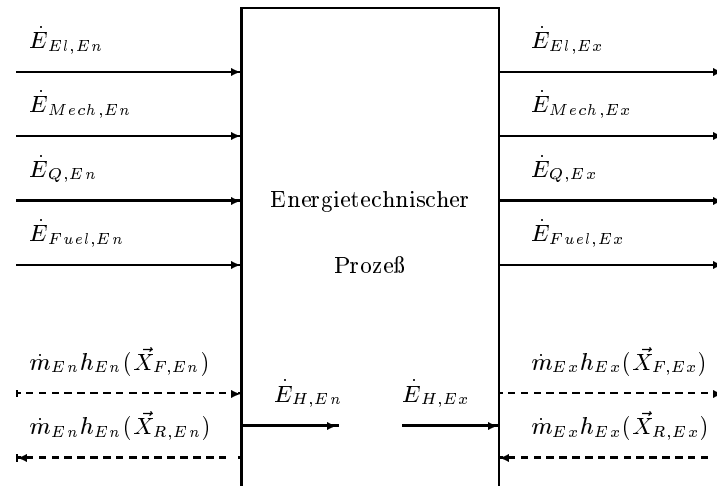 Ė_{El,En}
Ė_{Mech,En}
Ė_{Q,En}
Ė_{Fuel,En}
ṁ_{En}h_{En}(X⃗_{F,En})
ṁ_{En}h_{En}(X⃗_{R,En})
Energietechnischer
Prozeß
Ė_{H,En}
Ė_{H,Ex}
Ė_{El,Ex}
Ė_{Mech,Ex}
Ė_{Q,Ex}
Ė_{Fuel,Ex}
ṁ_{Ex}h_{Ex}(X⃗_{F,Ex})
ṁ_{Ex}h_{Ex}(X⃗_{R,Ex})